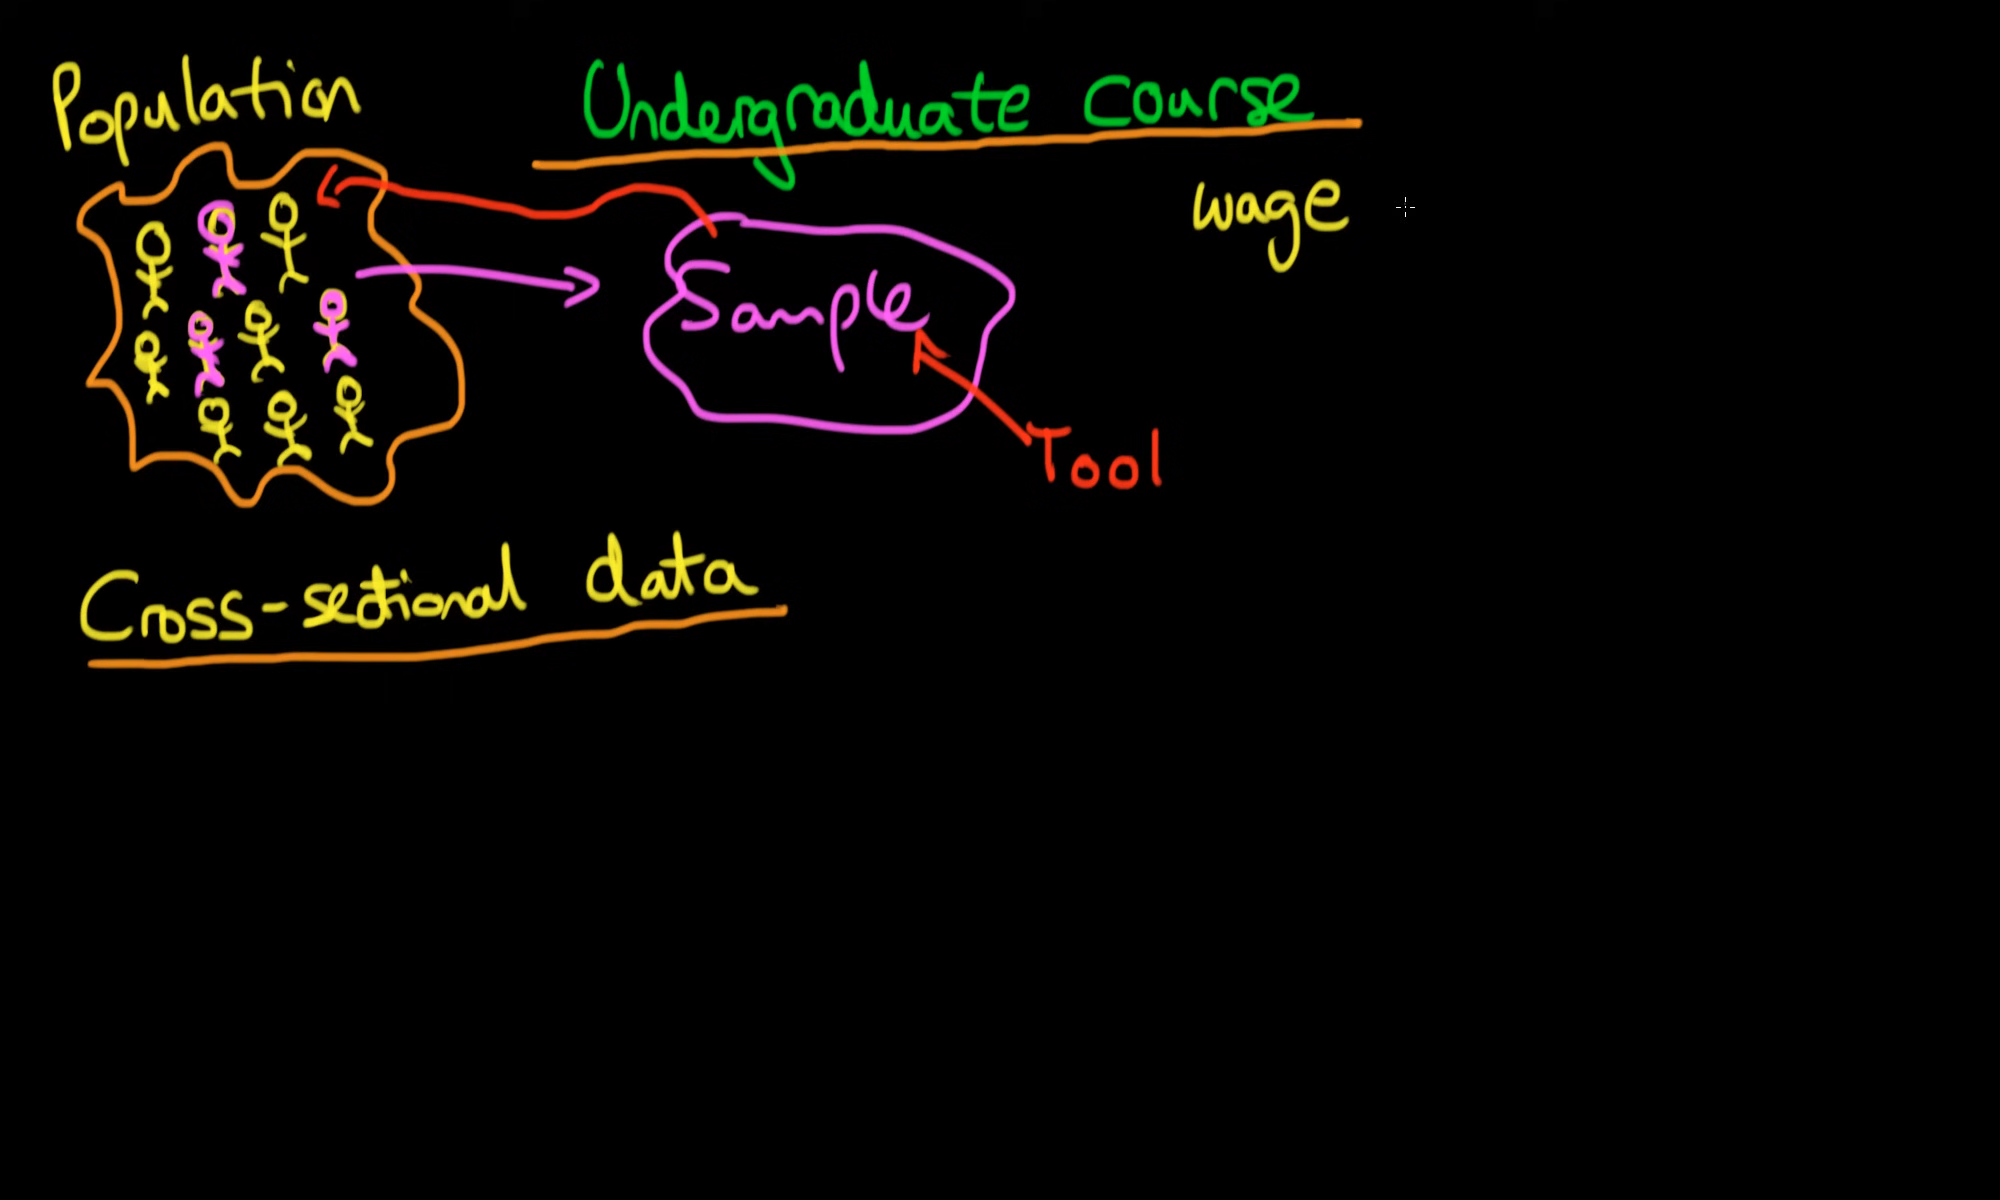 Population
Undergraduate course
wage
Sample
Tool
Cross-sectional data